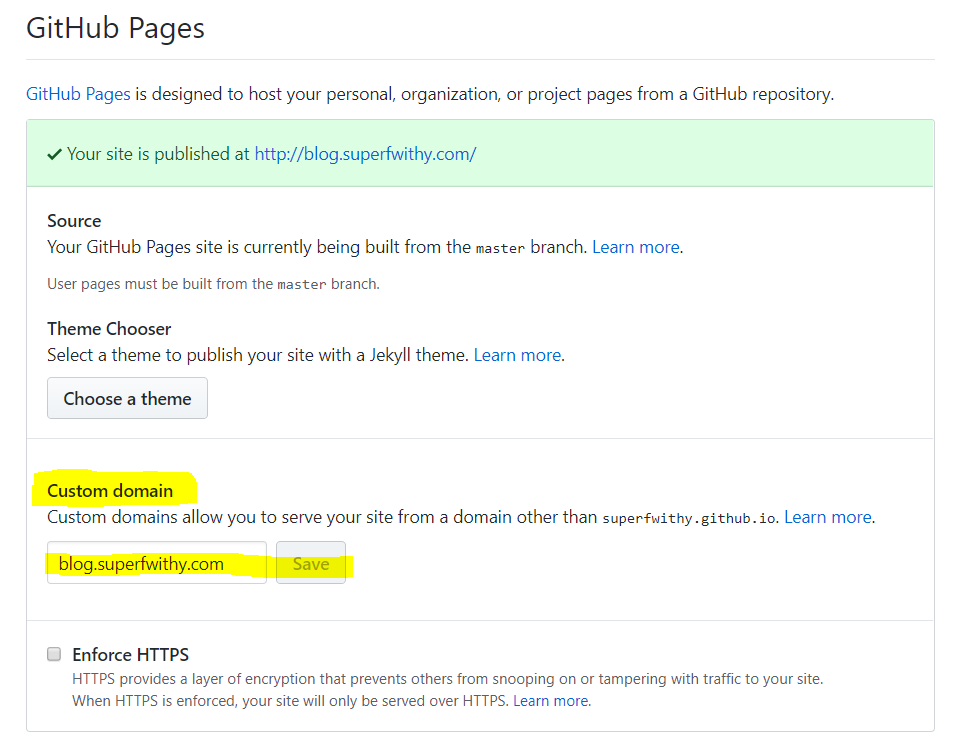 GitHub Pages
GitHub Pages is designed to host your personal, organization, or project pages from a GitHub repository.
Your site is published at http://blog.superfwithy.com/
Source
Your GitHub Pages site is currently being built from the master branch. Learn more.
User pages must be built from the master branch.
Theme Chooser
Select a theme to publish your site with a Jekyll theme. Learn more.
Choose a theme
Custom domain
Custom domains allow you to serve your site from a domain other than superfwithy.github.io. Learn more.
blog.superfwithy.com Save
Enforce HTTPS
HTTPS provides a layer of encryption that prevents others from snooping on or tampering with traffic to your site.
When HTTPS is enforced, your site will only be served over HTTPS. Learn more.